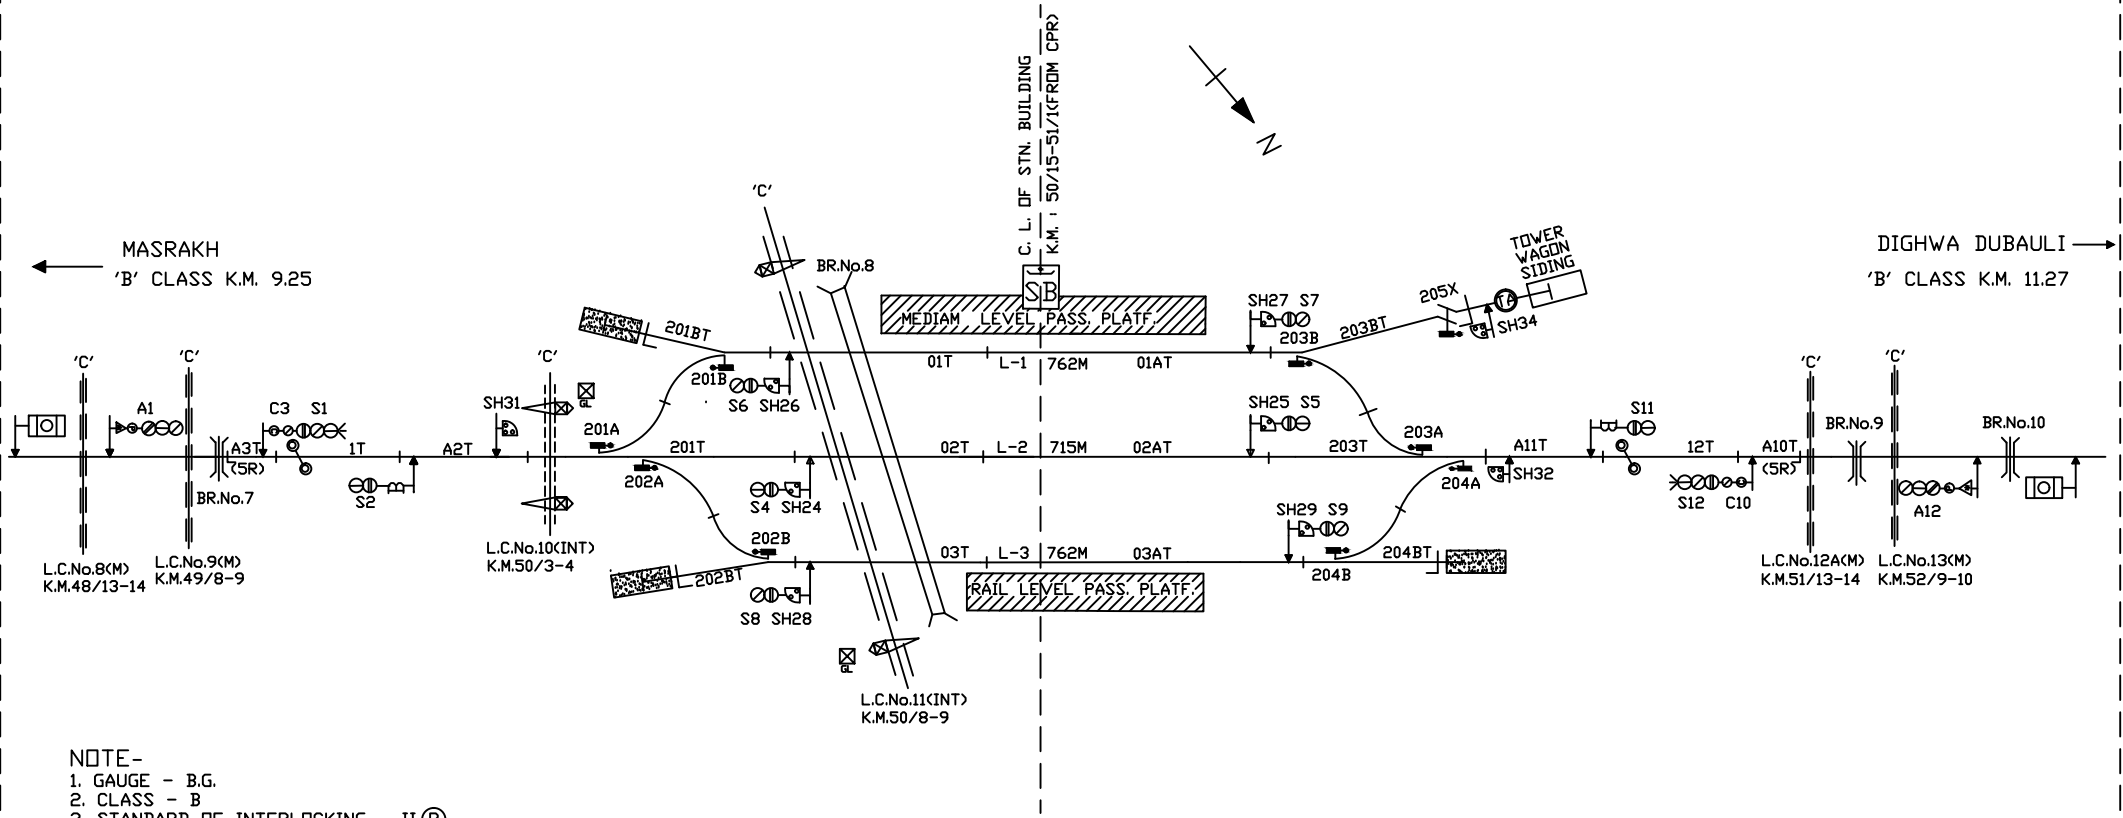 C. L. OF STN. BUILDING
K.M. : 50/15-51/1(FROM CPR)
N
MASRAKH
'B' CLASS K.M. 9.25
DIGHWA DUBAULI
'B' CLASS K.M. 11.27
'C'
BR.No.8
SB
MEDIAM LEVEL PASS. PLATF.
TOWER
WAGON
SIDING
205X
TA
SH34
SH27 S7
203B
203BT
201BT
01T
L-1
762M
01AT
201B
S6 SH26
'C'
'C'
'C'
'C'
'C'
A1
C3
S1
SH31
GL
201A
SH25 S5
203A
S11
BR.No.9
BR.No.10
A3T
(5R)
1T
A2T
201T
02T
L-2
715M
02AT
203T
A11T
12T
A10T
(5R)
BR.No.7
S2
202A
S4 SH24
204A
SH32
S12
C10
A12
SH29 S9
202B
L.C.No.8(M)
K.M.48/13-14
L.C.No.9(M)
K.M.49/8-9
L.C.No.10(INT)
K.M.50/3-4
03T
L-3
762M
03AT
204BT
204B
202BT
L.C.No.12A(M)
K.M.51/13-14
L.C.No.13(M)
K.M.52/9-10
RAIL LEVEL PASS. PLATF.
S8 SH28
GL
L.C.No.11(INT)
K.M.50/8-9
NOTE-
1. GAUGE - B.G.
2. CLASS - B
3. STANDARD OF INTERLOCKING - II (R)